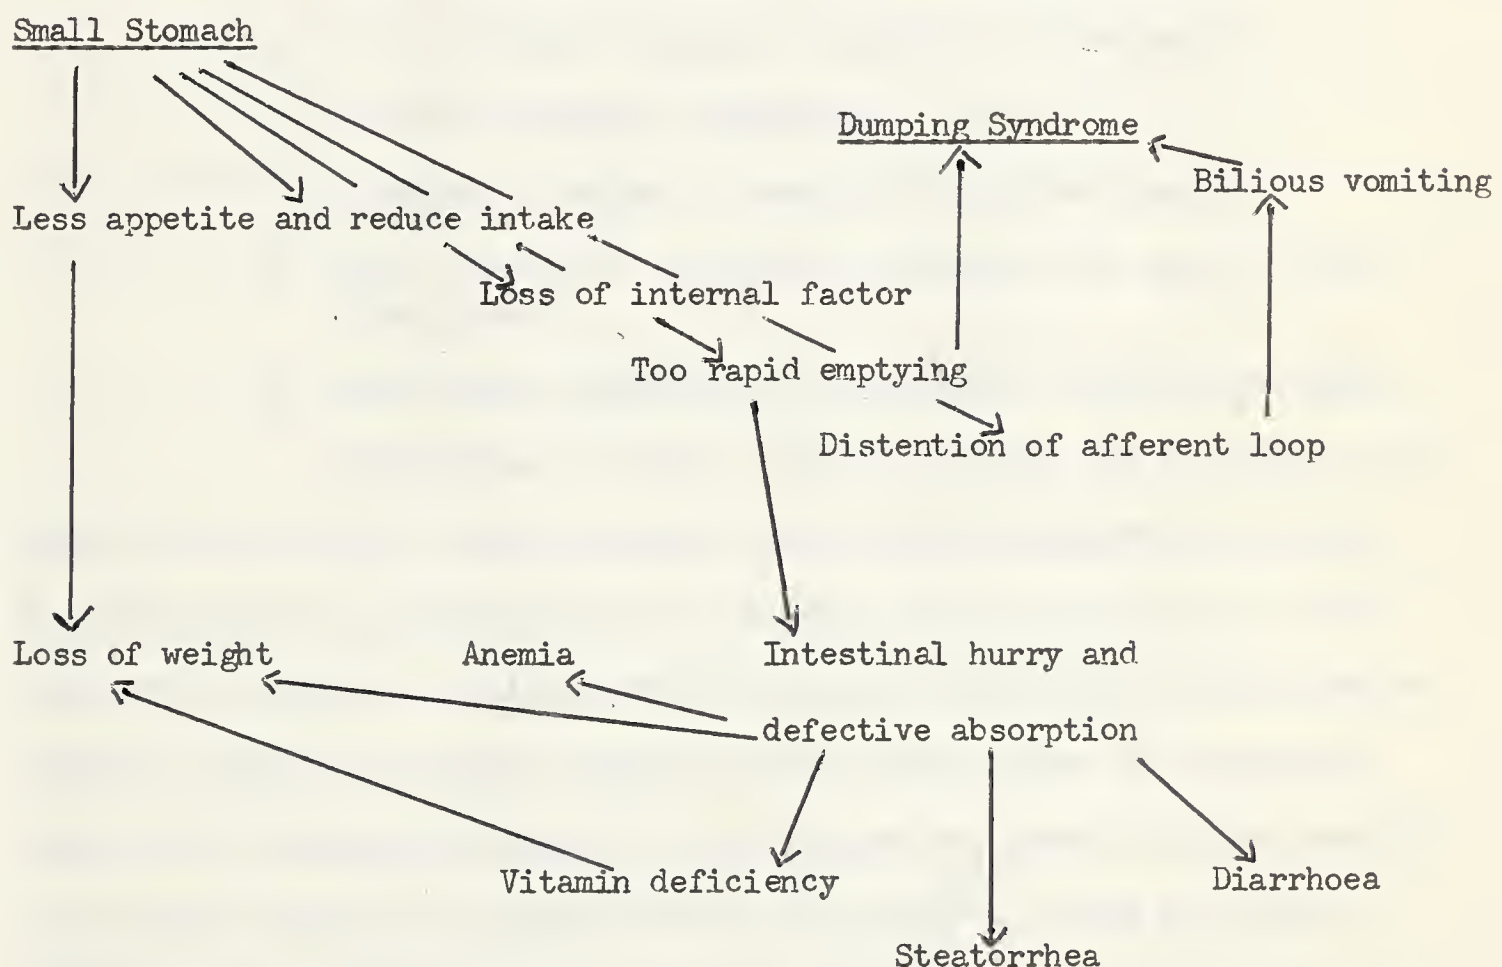 Small Stomach
Dumping Syndrome
Bilious vomiting
Less appetite and reduce intake
Loss of internal factor
Too rapid emptying
Distention of afferent loop
Loss of weight
Anemia
Intestinal hurry and
defective absorption
Vitamin deficiency
Diarrhoea
Steatorrhea